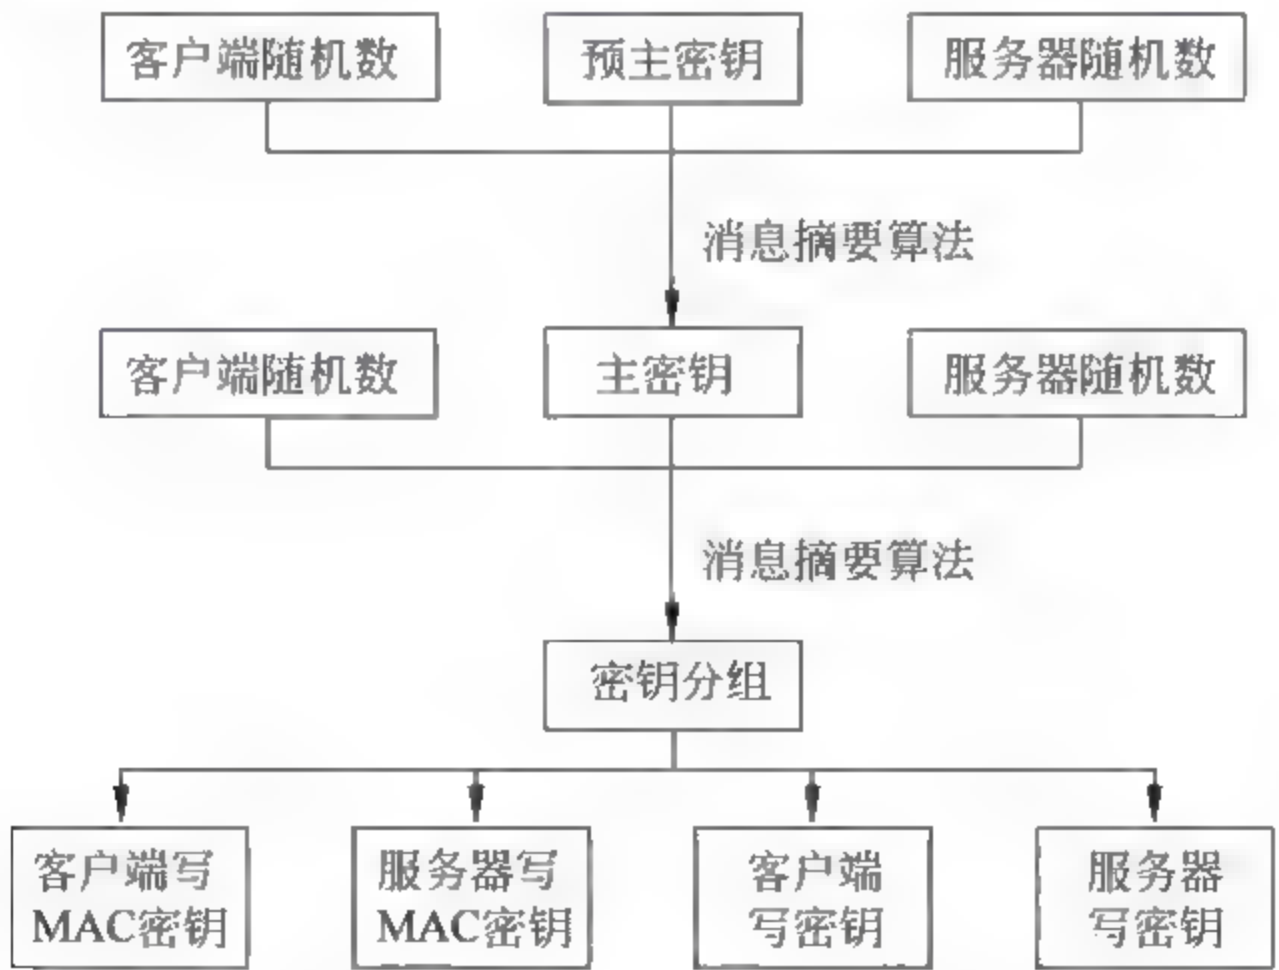 客户端随机数
预主密钥
服务器随机数
消息摘要算法
客户端随机数
主密钥
服务器随机数
消息摘要算法
密钥分组
客户端写
MAC密钥
服务器写
MAC密钥
客户端
写密钥
服务器
写密钥